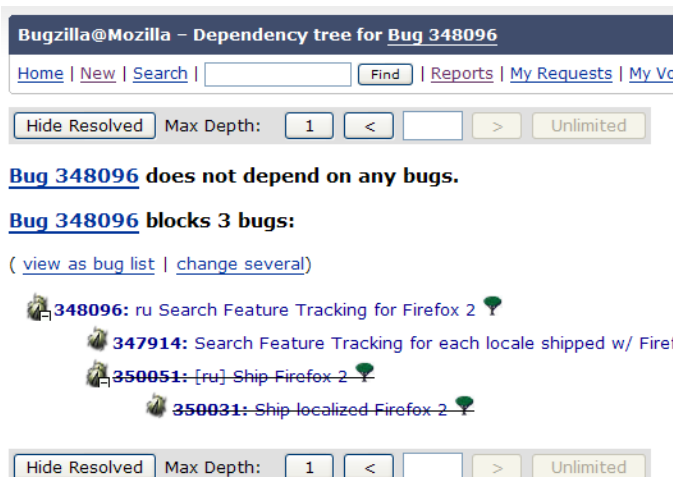 Bugzilla@Mozilla – Dependency tree for Bug 348096
Home | New | Search | Find | Reports | My Requests | My Vo
Hide Resolved Max Depth: 1 < > Unlimited
Bug 348096 does not depend on any bugs.
Bug 348096 blocks 3 bugs:
( view as bug list | change several)
348096: ru Search Feature Tracking for Firefox 2
347914: Search Feature Tracking for each locale shipped w/ Firef
350051: [ru] Ship Firefox 2
350031: Ship localized Firefox 2
Hide Resolved Max Depth: 1 < > Unlimited